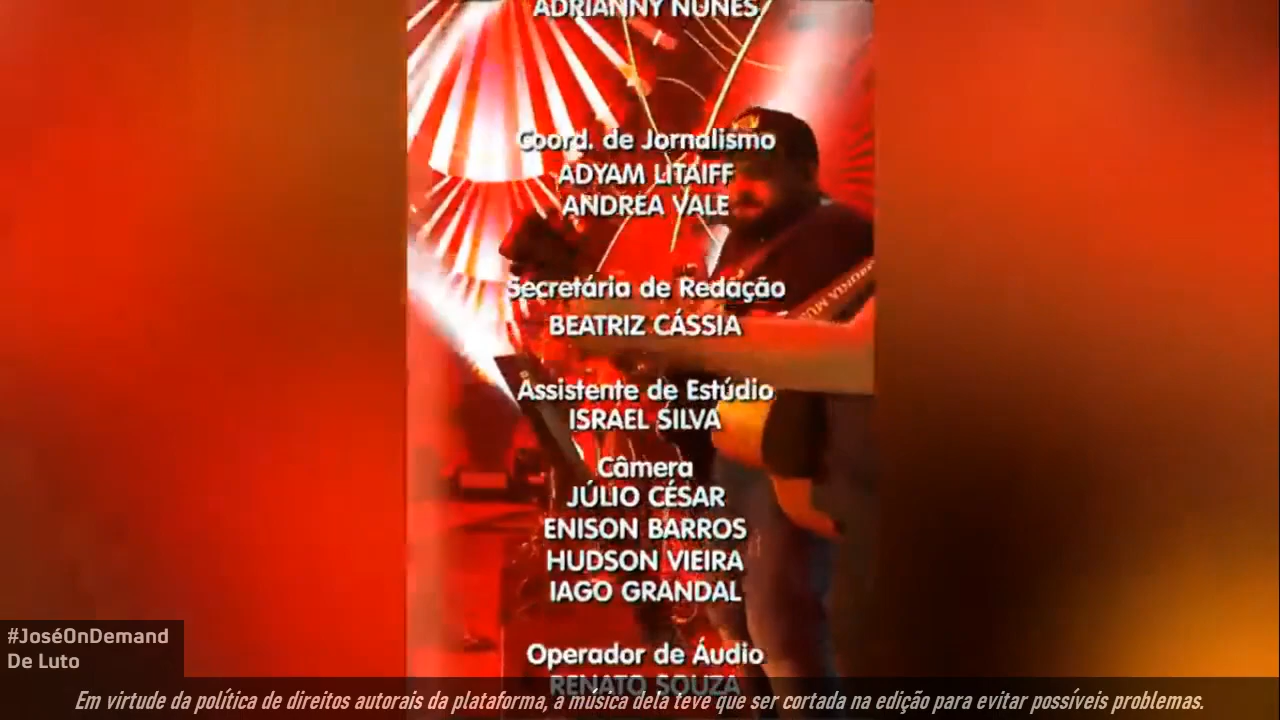 ADRIANNY NUNES
Coord. de Jornalismo
ADYAM LITAIFF
ANDREA VALE
Secretária de Redação
BEATRIZ CÁSSIA
Assistente de Estúdio
ISRAEL SILVA
Câmera
JÚLIO CÉSAR
ENISON BARROS
HUDSON VIEIRA
IAGO GRANDAL
Operador de Áudio
RENATO SOUZA
#JoséOnDemand
De Luto
Em virtude da política de direitos autorais da plataforma, a música dela teve que ser cortada na edição para evitar possíveis problemas.